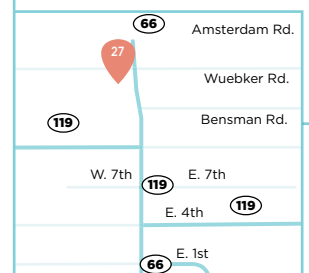 66 Amsterdam Rd.
27
Wuebker Rd.
119 Bensman Rd.
W. 7th 119 E. 7th
E. 4th 119
66 E. 1st